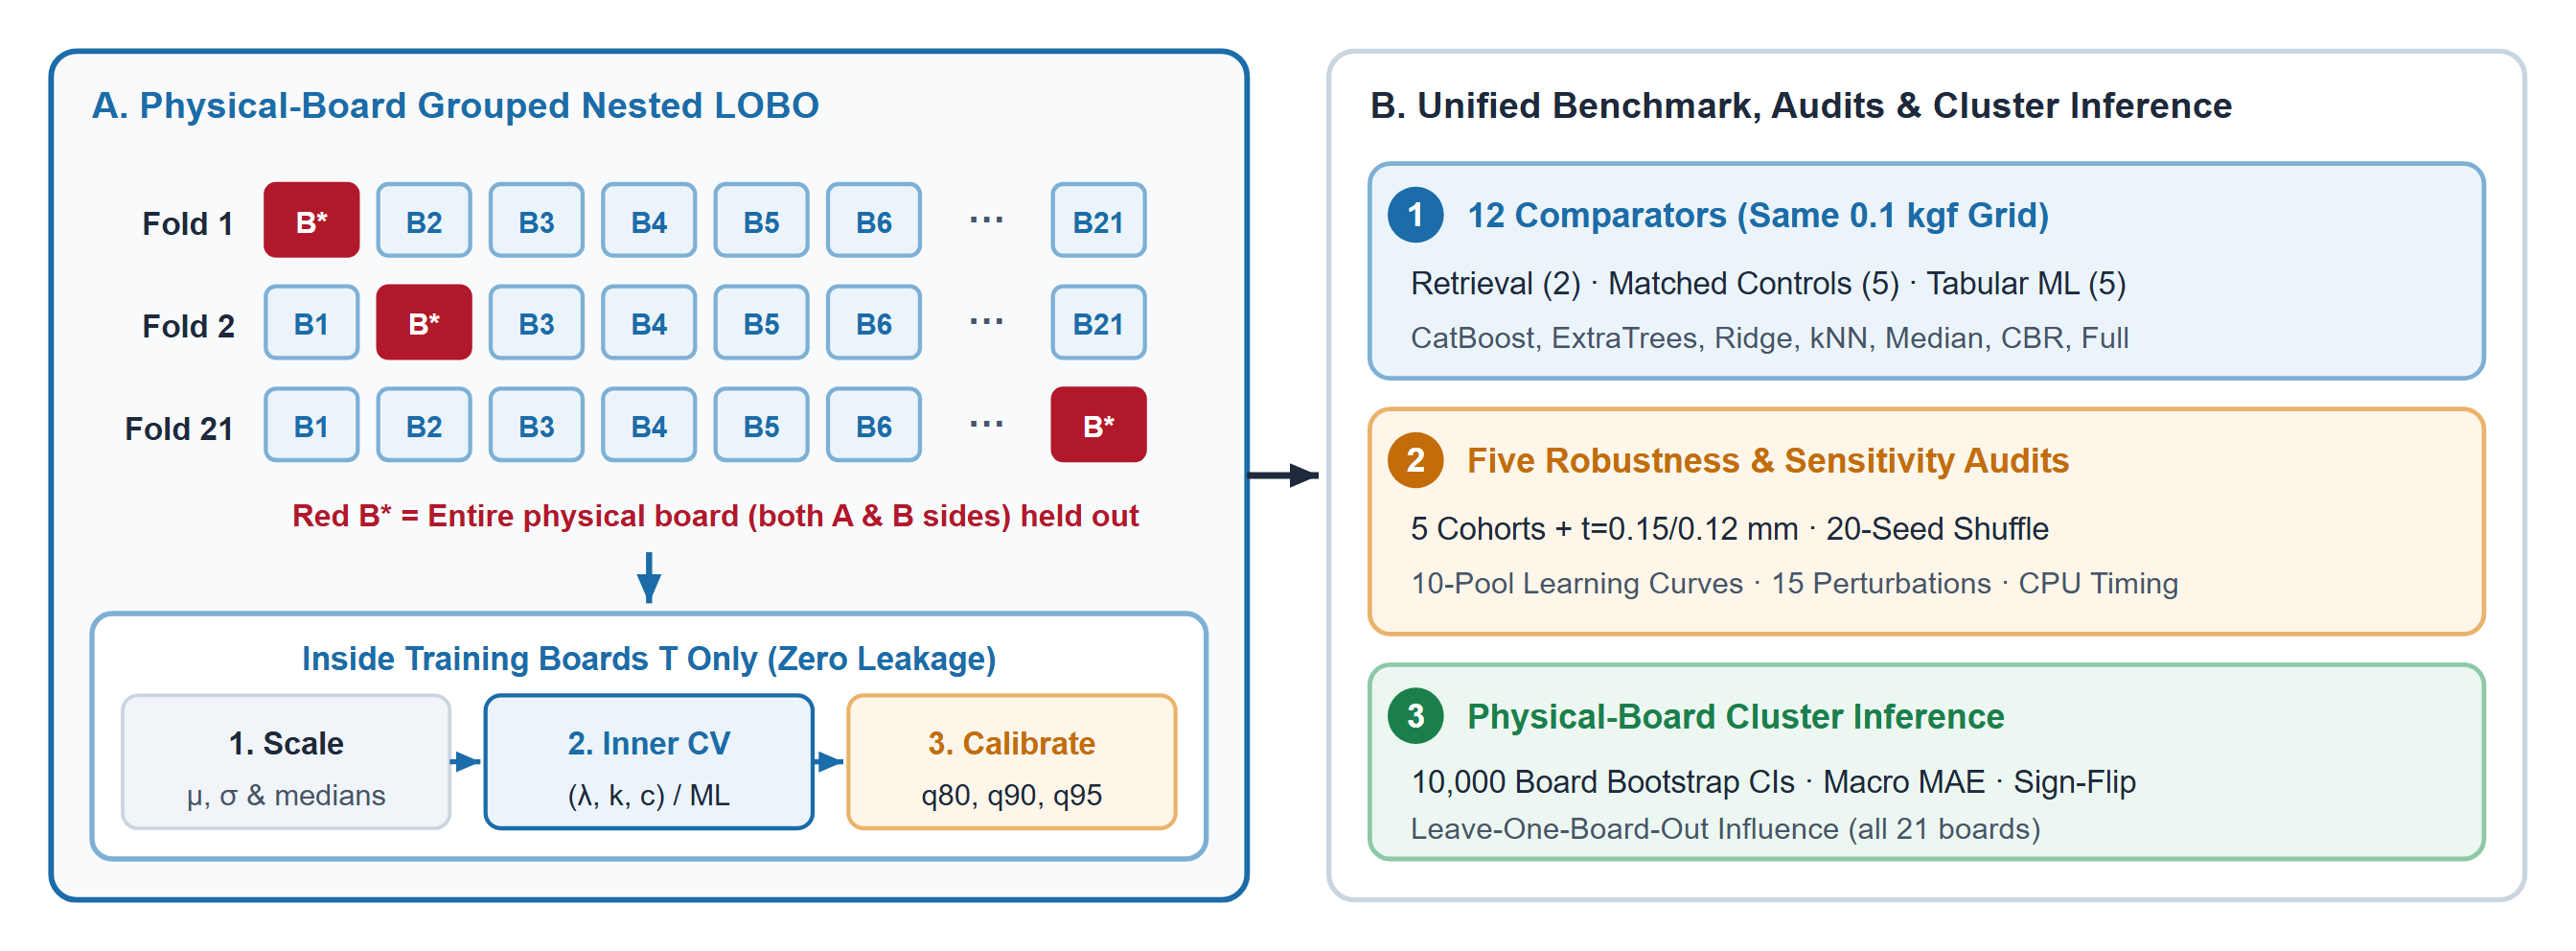 A. Physical-Board Grouped Nested LOBO
Fold 1 B* B2 B3 B4 B5 B6 ··· B21
Fold 2 B1 B* B3 B4 B5 B6 ··· B21
Fold 21 B1 B2 B3 B4 B5 B6 ··· B*
Red B* = Entire physical board (both A & B sides) held out
Inside Training Boards T Only (Zero Leakage)
1. Scale
μ, σ & medians
2. Inner CV
(λ, k, c) / ML
3. Calibrate
q80, q90, q95
B. Unified Benchmark, Audits & Cluster Inference
1 12 Comparators (Same 0.1 kgf Grid)
Retrieval (2) · Matched Controls (5) · Tabular ML (5)
CatBoost, ExtraTrees, Ridge, kNN, Median, CBR, Full
2 Five Robustness & Sensitivity Audits
5 Cohorts + t=0.15/0.12 mm · 20-Seed Shuffle
10-Pool Learning Curves · 15 Perturbations · CPU Timing
3 Physical-Board Cluster Inference
10,000 Board Bootstrap CIs · Macro MAE · Sign-Flip
Leave-One-Board-Out Influence (all 21 boards)